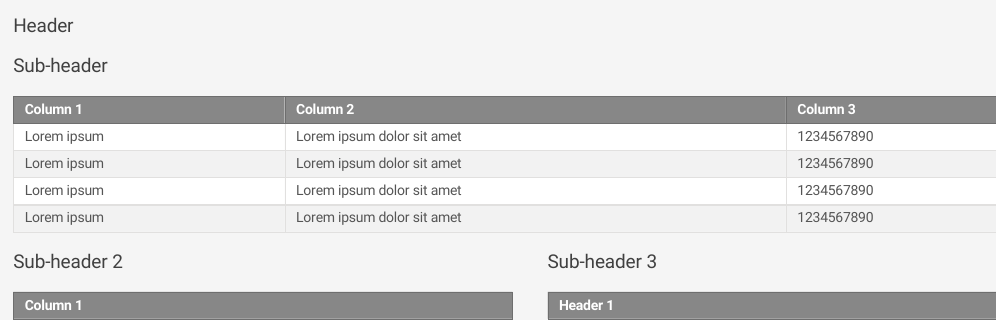 Header
Sub-header
Column 1 Column 2 Column 3
Lorem ipsum Lorem ipsum dolor sit amet 1234567890
Lorem ipsum Lorem ipsum dolor sit amet 1234567890
Lorem ipsum Lorem ipsum dolor sit amet 1234567890
Lorem ipsum Lorem ipsum dolor sit amet 1234567890
Sub-header 2 Sub-header 3
Column 1 Header 1